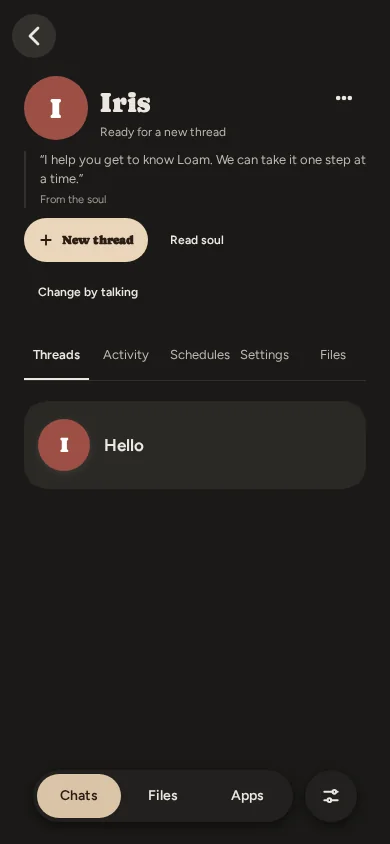 I
Iris
Ready for a new thread
“I help you get to know Loam. We can take it one step at
a time.”
From the soul
New thread
Read soul
Change by talking
Threads
Activity
Schedules
Settings
Files
I
Hello
Chats
Files
Apps